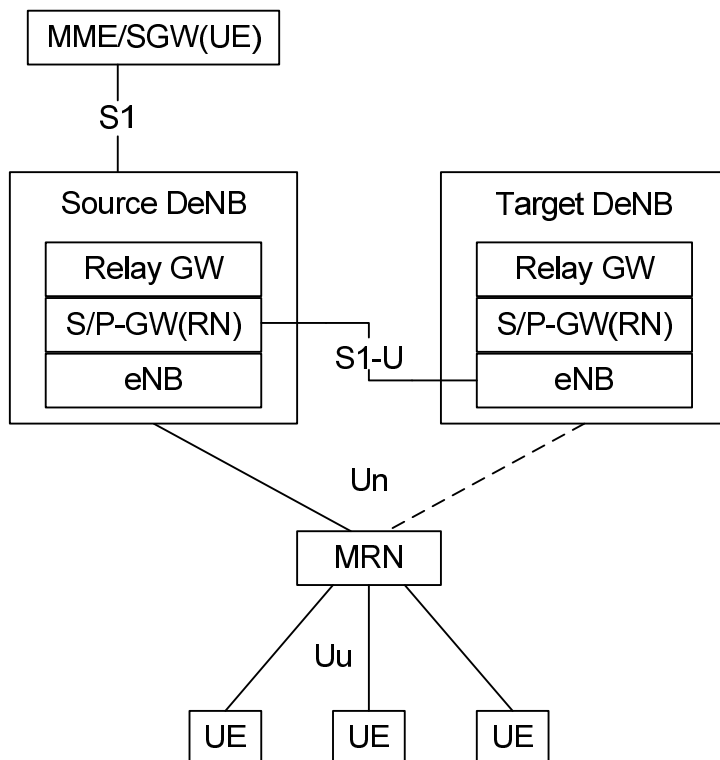 MME/SGW(UE)
S1
Source DeNB
Relay GW
S/P-GW(RN)
eNB
Target DeNB
Relay GW
S/P-GW(RN)
eNB
S1-U
Un
MRN
Uu
UE
UE
UE